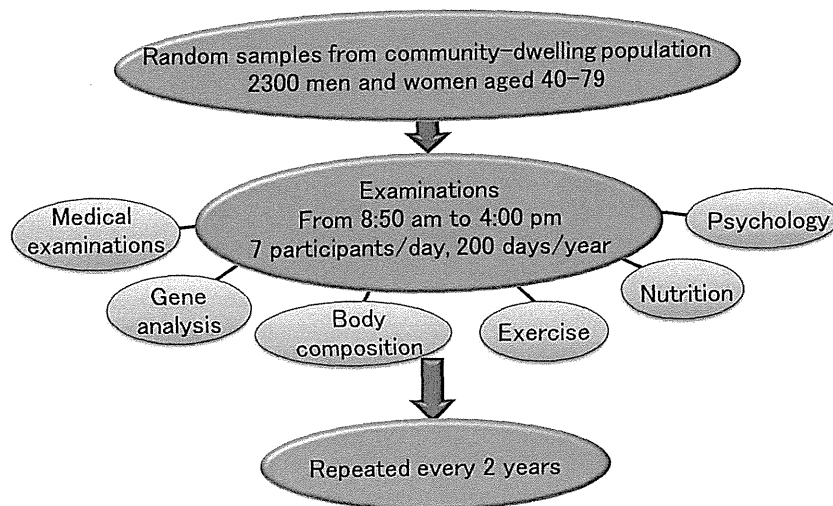 Random samples from community-dwelling population
2300 men and women aged 40-79
Examinations
From 8:50 am to 4:00 pm
7 participants/day, 200 days/year
Medical
examinations
Gene
analysis
Body
composition
Exercise
Nutrition
Psychology
Repeated every 2 years